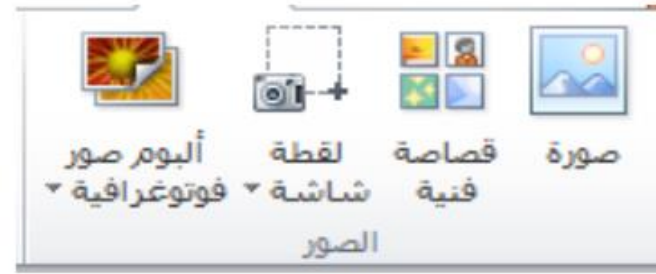 صورة
قصاصة فنية
لقطة شاشة
ألبوم صور فوتوغرافية
الصور